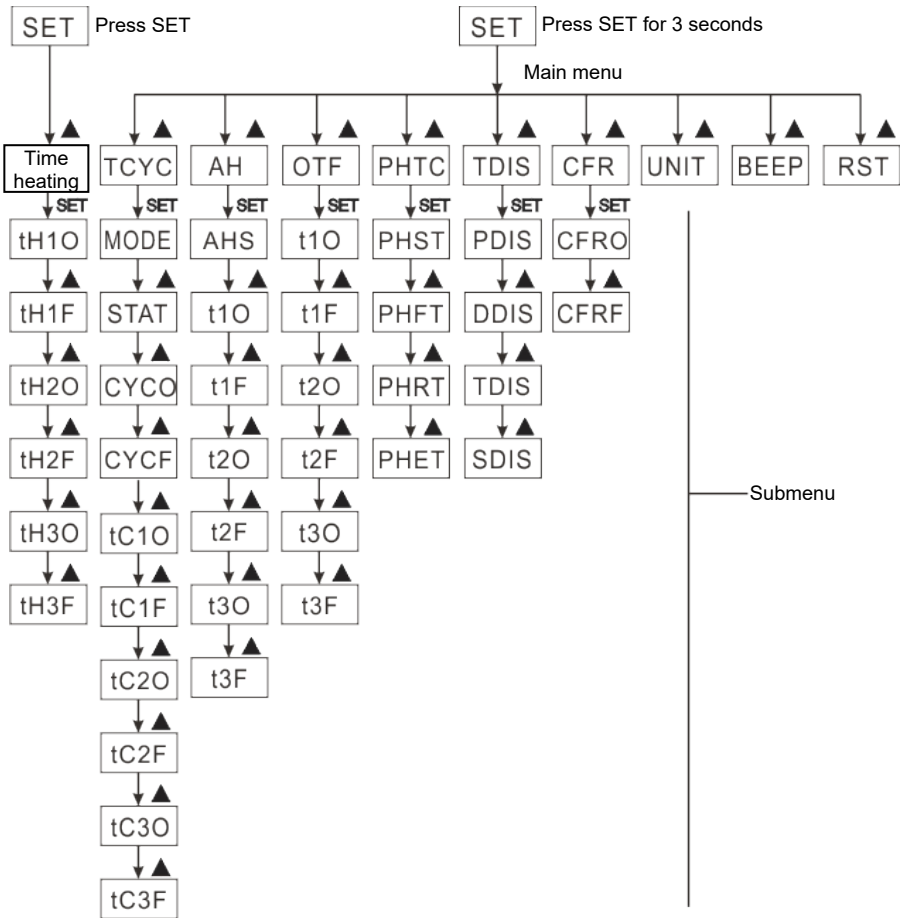 SET Press SET
SET Press SET for 3 seconds
Main menu
▲ ▲ ▲ ▲ ▲ ▲ ▲ ▲ ▲ ▲
Time heating TCYC AH OTF PHTC TDIS CFR UNIT BEEP RST
SET SET SET SET SET SET SET
tH1O MODE AHS t1O PHST PDIS CFRO
▲ ▲ ▲ ▲ ▲ ▲ ▲
tH1F STAT t1O t1F PHFT DDIS CFRF
▲ ▲ ▲ ▲ ▲ ▲
tH2O CYCO t1F t2O PHRT TDIS
▲ ▲ ▲ ▲ ▲ ▲
tH2F CYCF t2O t2F PHET SDIS
Submenu
▲ ▲ ▲ ▲
tH3O tC1O t2F t3O
▲ ▲ ▲ ▲
tH3F tC1F t3O t3F
▲ ▲
tC2O t3F
▲
tC2F
▲
tC3O
▲
tC3F